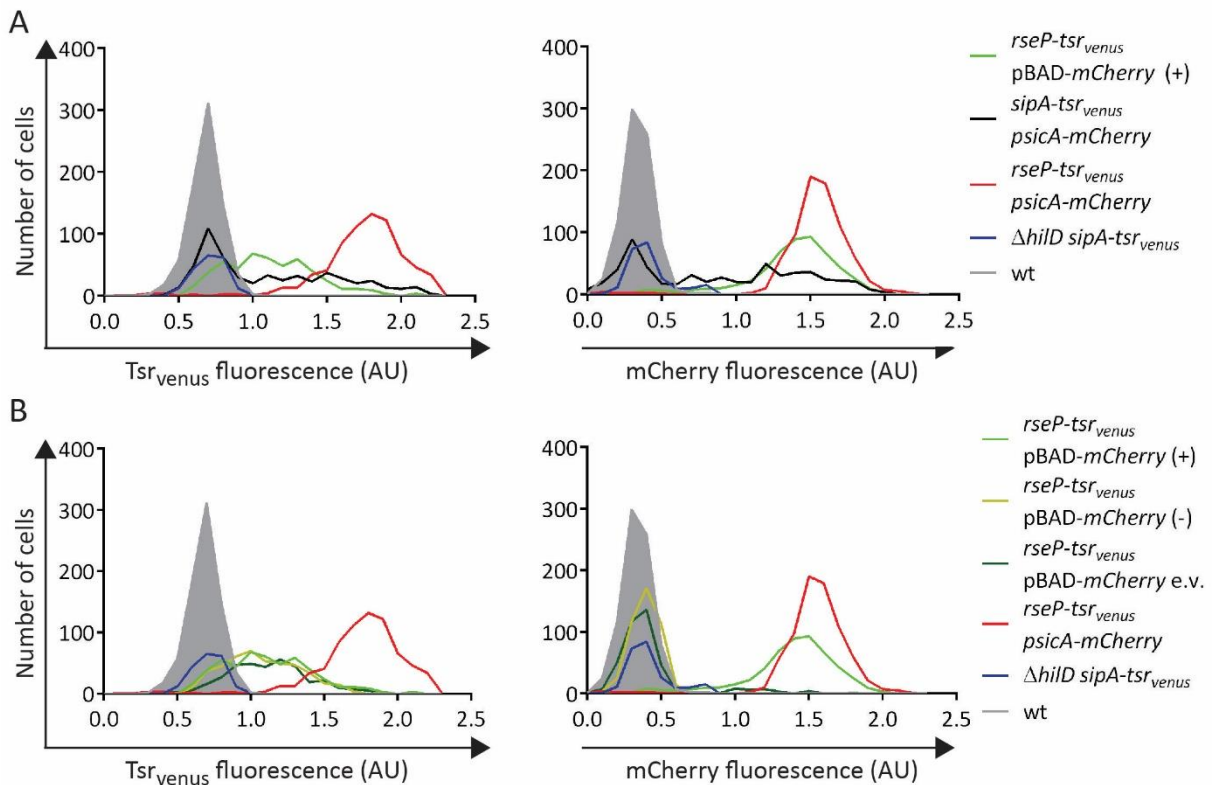 A
400
300
200
100
0
Number of cells
0.0 0.5 1.0 1.5 2.0 2.5
Tsrvenus fluorescence (AU)
400
300
200
100
0
0.0 0.5 1.0 1.5 2.0 2.5
mCherry fluorescence (AU)
rseP-tsrvenus
pBAD-mCherry (+)
sipA-tsrvenus
psicA-mCherry
rseP-tsrvenus
psicA-mCherry
ΔhilD sipA-tsrvenus
wt
B
400
300
200
100
0
Number of cells
0.0 0.5 1.0 1.5 2.0 2.5
Tsrvenus fluorescence (AU)
400
300
200
100
0
0.0 0.5 1.0 1.5 2.0 2.5
mCherry fluorescence (AU)
rseP-tsrvenus
pBAD-mCherry (+)
rseP-tsrvenus
pBAD-mCherry (-)
rseP-tsrvenus
pBAD-mCherry e.v.
rseP-tsrvenus
psicA-mCherry
ΔhilD sipA-tsrvenus
wt